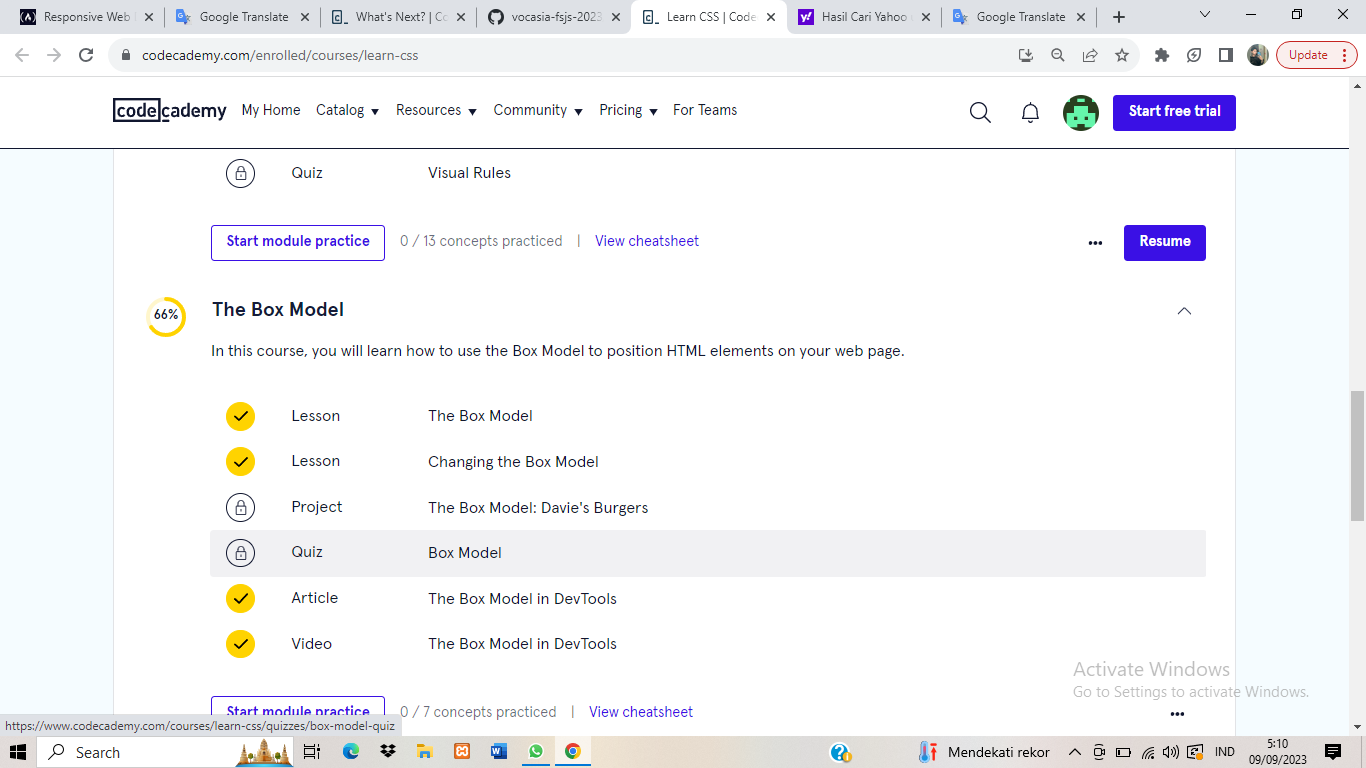 Responsive Web
Google Translate
What's Next? | Co
vocasia-fsjs-2023
Learn CSS | Code
Hasil Cari Yahoo
Google Translate
codecademy.com/enrolled/courses/learn-css
Update
codecademy My Home Catalog Resources Community Pricing For Teams Start free trial
Quiz Visual Rules
Start module practice 0 / 13 concepts practiced | View cheatsheet Resume
66% The Box Model
In this course, you will learn how to use the Box Model to position HTML elements on your web page.
Lesson The Box Model
Lesson Changing the Box Model
Project The Box Model: Davie's Burgers
Quiz Box Model
Article The Box Model in DevTools
Video The Box Model in DevTools
Activate Windows
Go to Settings to activate Windows.
Start module practice 0 / 7 concepts practiced | View cheatsheet
https://www.codecademy.com/courses/learn-css/quizzes/box-model-quiz
Search Mendekati rekor IND 5:10
09/09/2023